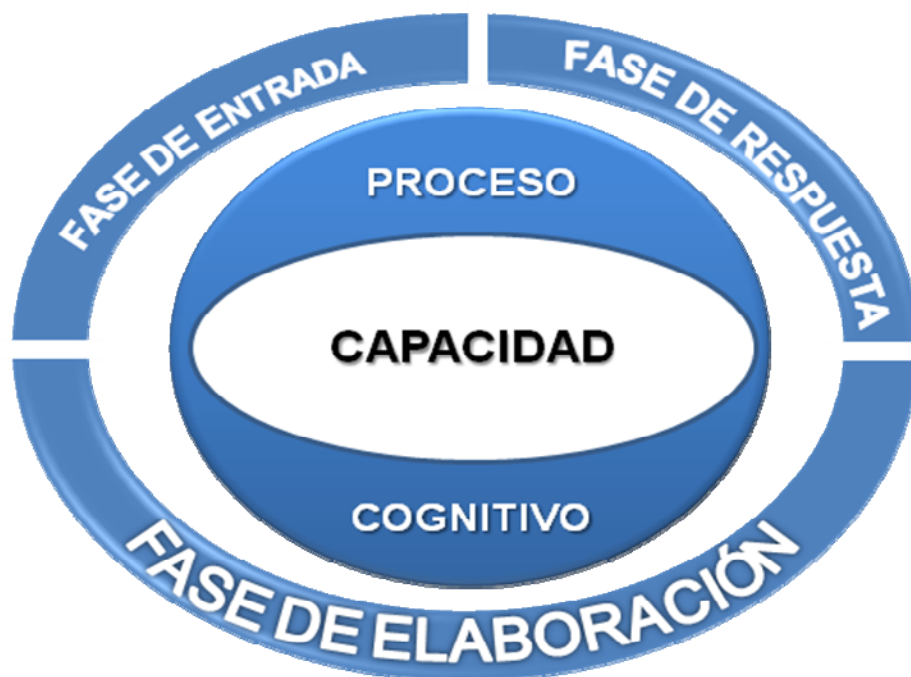 FASE DE ENTRADA
FASE DE RESPUESTA
PROCESO
CAPACIDAD
COGNITIVO
FASE DE ELABORACIÓN